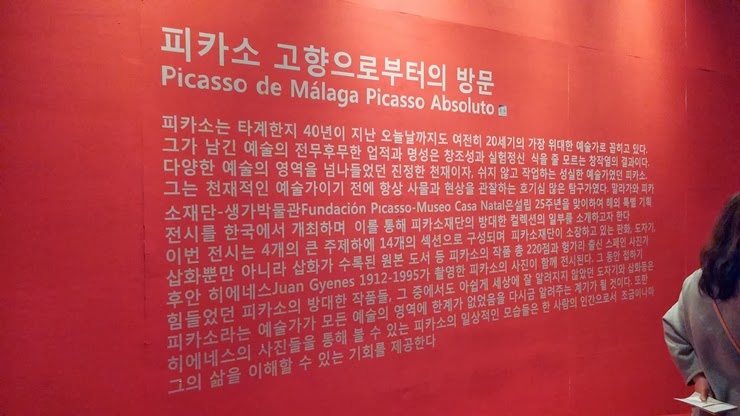 피카소 고향으로부터의 방문
Picasso de Málaga Picasso Absoluto
피카소는 타계한지 40년이 지난 오늘날까지도 여전히 20세기의 가장 위대한 예술가로 꼽히고 있다.
그가 남긴 예술의 전무후무한 업적과 명성은 창조성과 실험정신 식을 줄 모르는 창작열의 결과이다.
다양한 예술의 영역을 넘나들었던 진정한 천재이자, 쉬지 않고 작업하는 성실한 예술가였던 피카소.
그는 천재적인 예술가이기 전에 항상 사물과 현상을 관찰하는 호기심 많은 탐구가였다. 말라가와 피카
소재단-생가박물관Fundación Picasso-Museo Casa Natal은설립 25주년을 맞이하여 해외 특별 기획
전시를 한국에서 개최하며 이를 통해 피카소재단의 방대한 컬렉션의 일부를 소개하고자 한다
이번 전시는 4개의 큰 주제하에 14개의 섹션으로 구성되며 피카소재단이 소장하고 있는 판화, 도자기,
삽화뿐만 아니라 삽화가 수록된 원본 도서 등 피카소의 작품 총 220점과 헝가리 출신 스페인 사진가
후안 히에네스Juan Gyenes 1912-1995가 촬영한 피카소의 사진이 함께 전시된다. 그 동안 접하기
힘들었던 피카소의 방대한 작품들, 그 중에서도 아쉽게 세상에 잘 알려지지 않았던 도자기와 삽화들은
피카소라는 예술가가 모든 예술의 영역에 한계가 없었음을 다시금 알려주는 계기가 될 것이다. 또한
히에네스의 사진들을 통해 볼 수 있는 피카소의 일상적인 모습들은 한 사람의 인간으로서 조금이나마
그의 삶을 이해할 수 있는 기회를 제공한다